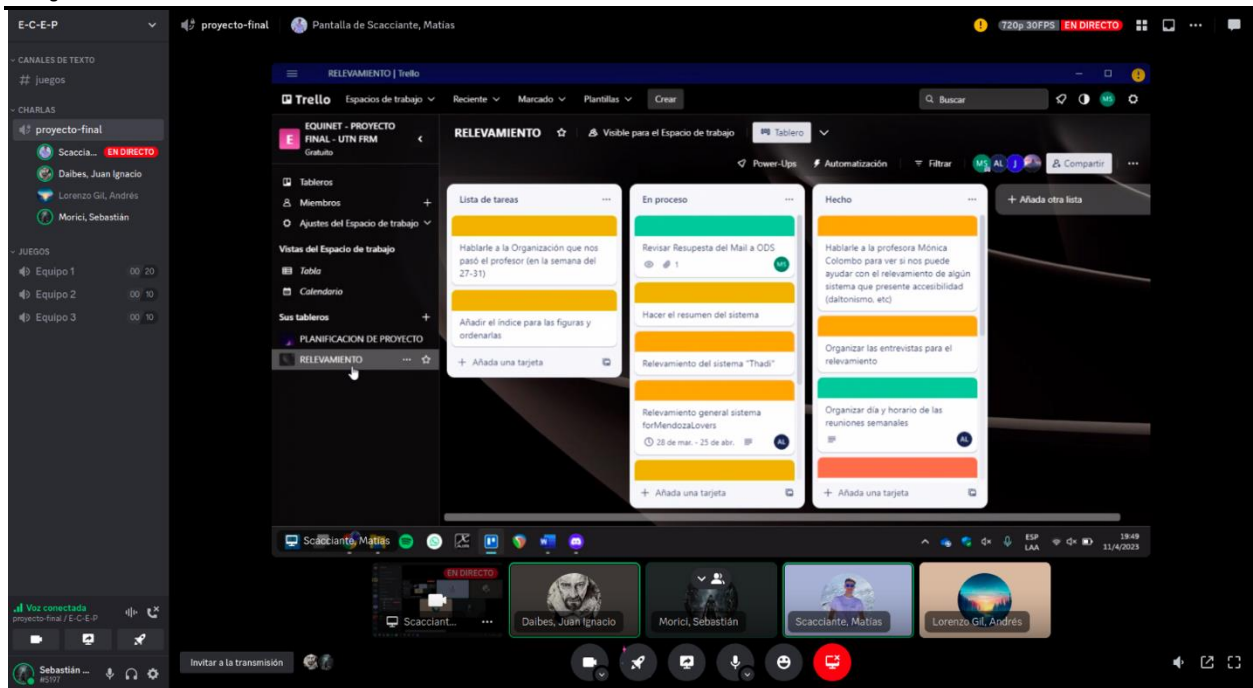 E-C-E-P
CANALES DE TEXTO
# juegos
CHARLAS
proyecto-final
Scaccia... EN DIRECTO
Daibes, Juan Ignacio
Lorenzo Gil, Andrés
Morici, Sebastián
JUEGOS
Equipo 1 00 20
Equipo 2 00 10
Equipo 3 00 10
Voz conectada
proyecto-final / E-C-E-P
Sebastián ...
#5197
proyecto-final
Pantalla de Scacciante, Matías
720p 30FPS EN DIRECTO
RELEVAMIENTO | Trello
Trello Espacios de trabajo Reciente Marcado Plantillas Crear
Buscar
MS
E
EQUINET - PROYECTO
FINAL - UTN FRM
Gratuito
Tableros
Miembros +
Ajustes del Espacio de trabajo
Vistas del Espacio de trabajo
Tabla
Calendario
Sus tableros +
PLANIFICACION DE PROYECTO
RELEVAMIENTO ...
RELEVAMIENTO Visible para el Espacio de trabajo Tablero
Power-Ups Automatización Filtrar MS AL J Compartir ...
Lista de tareas ...
Hablarle a la Organización que nos
pasó el profesor (en la semana del
27-31)
Añadir el índice para las figuras y
ordenarlas
+ Añada una tarjeta
En proceso ...
Revisar Resupesta del Mail a ODS
1 MS
Hacer el resumen del sistema
Relevamiento del sistema "Thadi"
Relevamiento general sistema
forMendozaLovers
28 de mar. - 25 de abr. AL
+ Añada una tarjeta
Hecho ...
Hablarle a la profesora Mónica
Colombo para ver si nos puede
ayudar con el relevamiento de algún
sistema que presente accesibilidad
(daltonismo, etc)
Organizar las entrevistas para el
relevamiento
Organizar día y horario de las
reuniones semanales
AL
+ Añada una tarjeta
+ Añada otra lista
Scacciante, Matías
ESP
LAA
19:49
11/4/2023
EN DIRECTO
Scacciant... ...
Daibes, Juan Ignacio
Morici, Sebastián
Scacciante, Matías
Lorenzo Gil, Andrés
Invitar a la transmisión